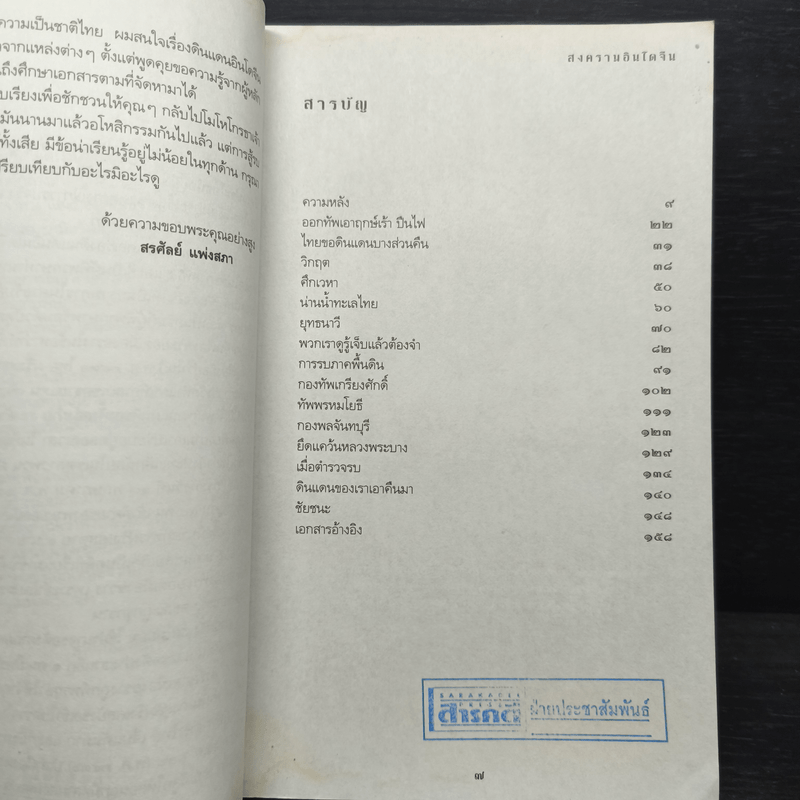 ความเป็นชาติไทย ผมสนใจเรื่องดินแดนอินโดจีน
จากแหล่งต่างๆ ตั้งแต่พูดคุยขอความรู้จากผู้หลัก
ถึงศึกษาเอกสารตามที่จัดหามาได้
บเรียงเพื่อชักชวนให้คุณๆ กลับไปโมโหโกรธาเจ้า
มันนานมาแล้วอโหสิกรรมกันไปแล้ว แต่การสู้รบ
ทั้งเสีย มีข้อน่าเรียนรู้อยู่ไม่น้อยในทุกด้าน กรุณา
รียบเทียบกับอะไรมิอะไรดู
ด้วยความขอบพระคุณอย่างสูง
สรศัลย์ แพ่งสภา
สงครามอินโดจีน
สารบัญ
ความหลัง ๙
ออกทัพเอาฤกษ์เร้า ปืนไฟ ๒๒
ไทยขอดินแดนบางส่วนคืน ๓๑
วิกฤต ๓๘
ศึกเวหา ๕๐
น่านน้ำทะเลไทย ๖๐
ยุทธนาวี ๗๐
พวกเราดูรู้เจ็บแล้วต้องจำ ๘๒
การรบภาคพื้นดิน ๙๑
กองทัพเกรียงศักดิ์ ๑๐๒
ทัพพรหมโยธี ๑๑๑
กองพลจันทบุรี ๑๒๓
ยึดแคว้นหลวงพระบาง ๑๒๙
เมื่อตำรวจรบ ๑๓๔
ดินแดนของเราเอาคืนมา ๑๔๐
ชัยชนะ ๑๔๘
เอกสารอ้างอิง ๑๕๘
SARAKADEE
PRESS
สารคดี ฝ่ายประชาสัมพันธ์
๗